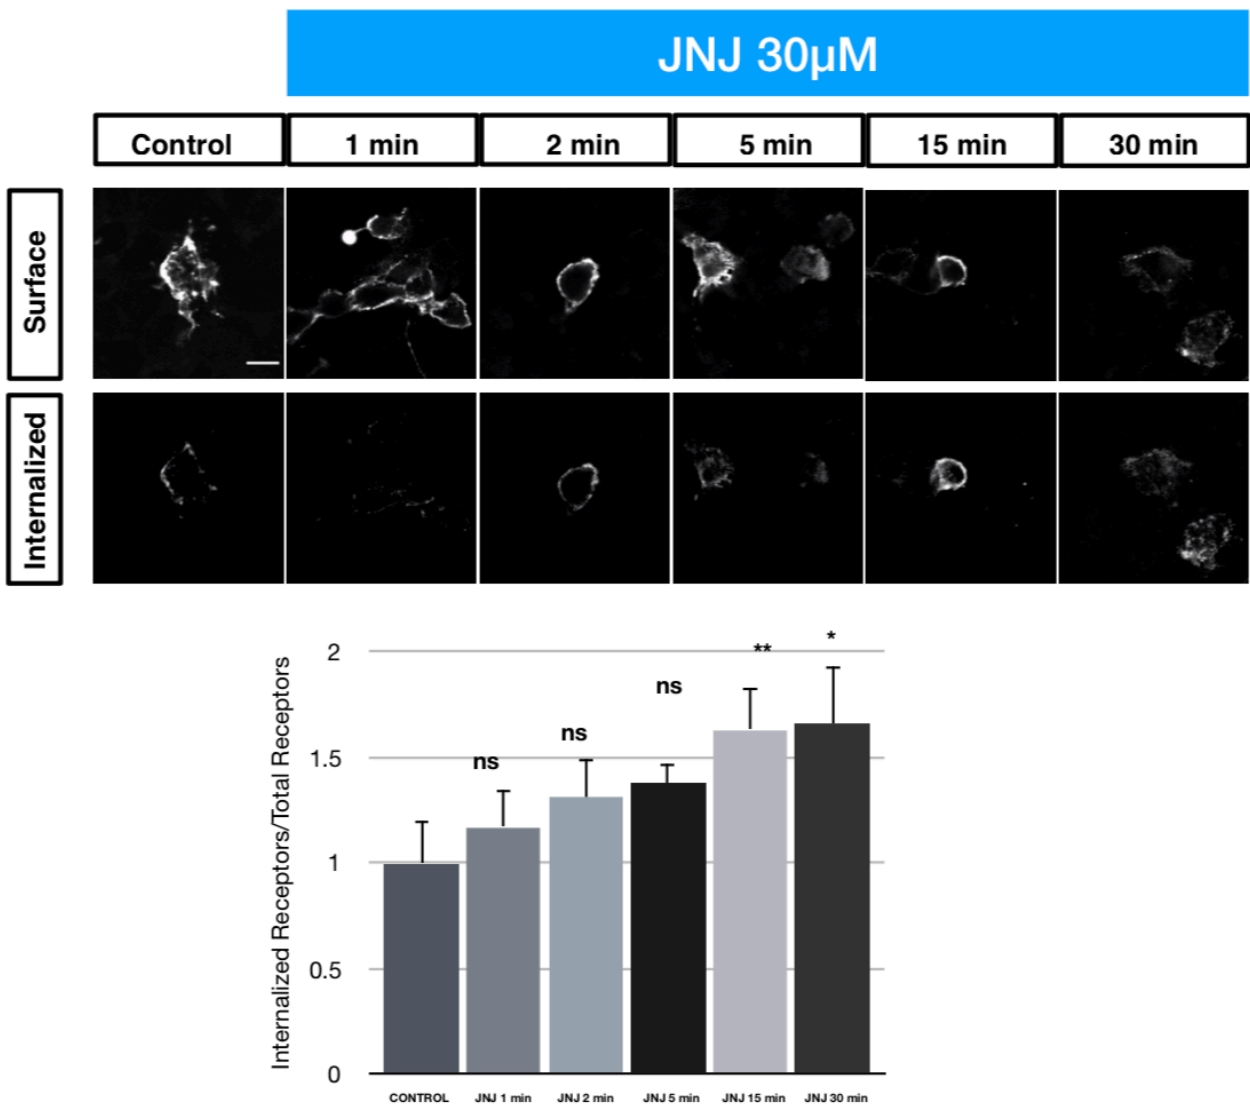 JNJ 30µM
Control 1 min 2 min 5 min 15 min 30 min
Surface
Internalized
Internalized Receptors/Total Receptors
2
1.5
1
0.5
0
ns
ns
ns
**
*
CONTROL JNJ 1 min JNJ 2 min JNJ 5 min JNJ 15 min JNJ 30 min